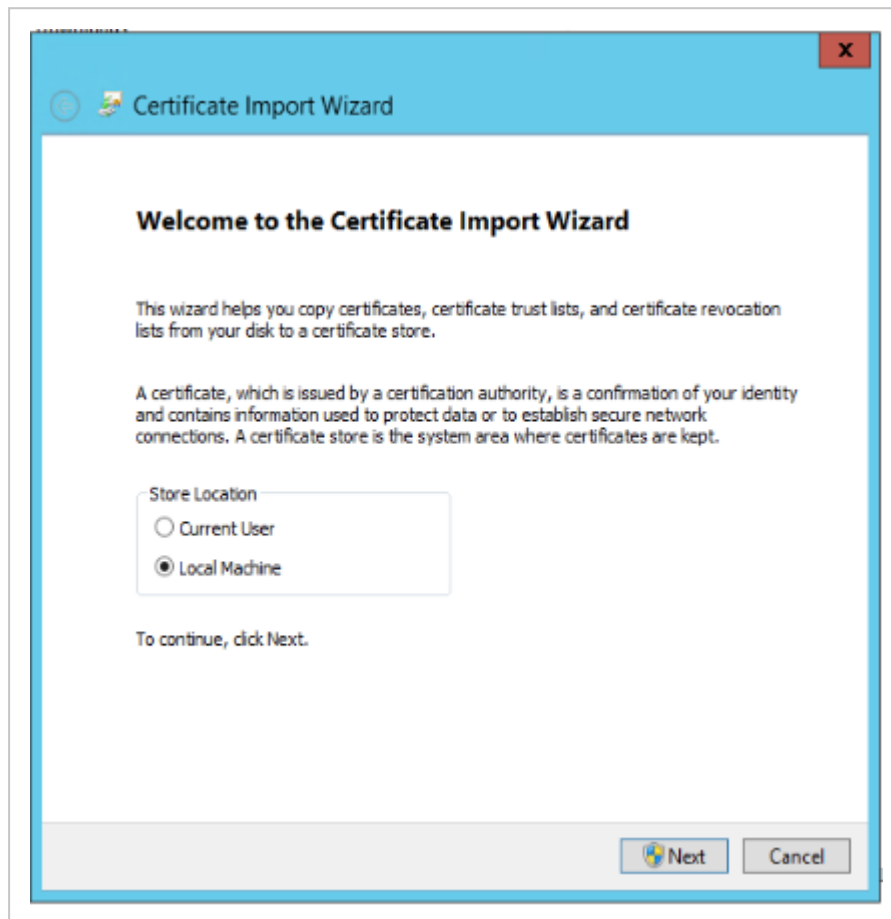 X
Certificate Import Wizard
Welcome to the Certificate Import Wizard
This wizard helps you copy certificates, certificate trust lists, and certificate revocation
lists from your disk to a certificate store.
A certificate, which is issued by a certification authority, is a confirmation of your identity
and contains information used to protect data or to establish secure network
connections. A certificate store is the system area where certificates are kept.
Store Location
Current User
Local Machine
To continue, click Next.
Next Cancel